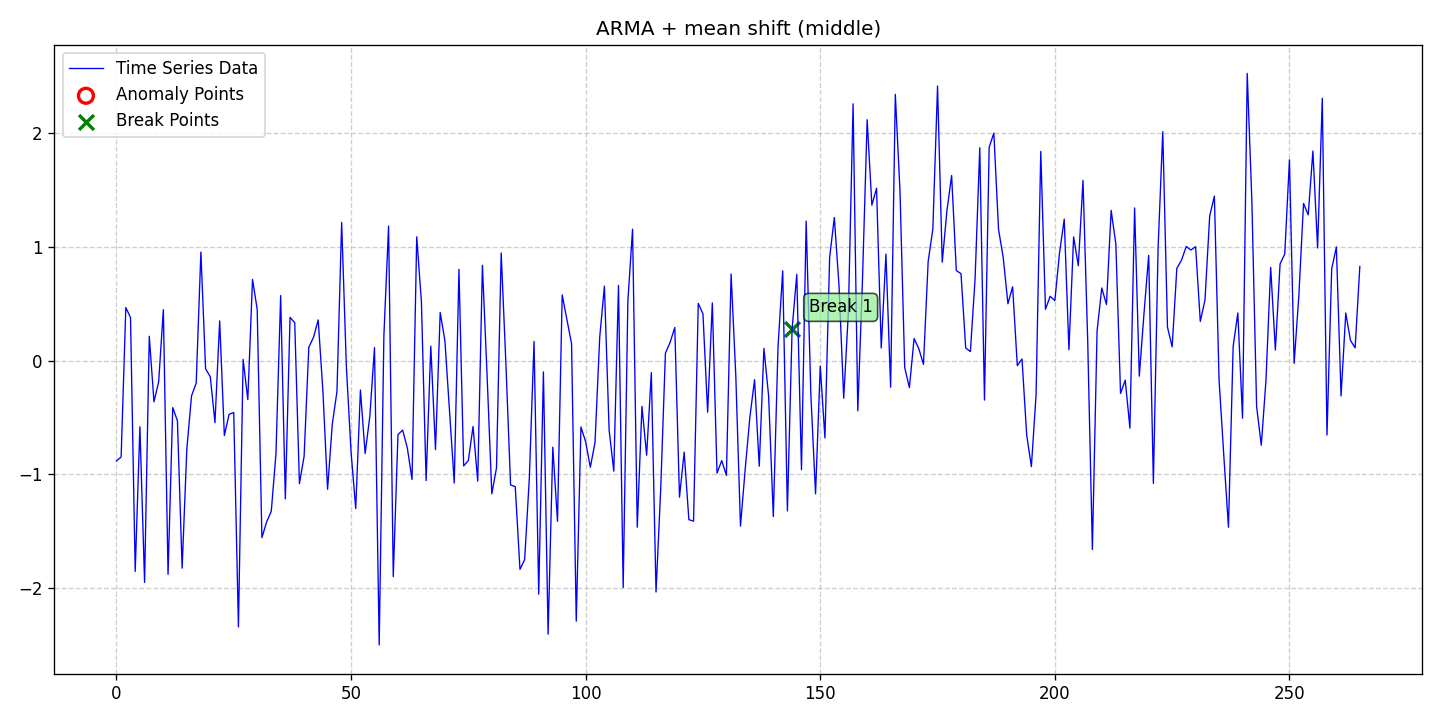 ARMA + mean shift (middle)
Time Series Data
Anomaly Points
Break Points
Break 1
2
1
0
−1
−2
0
50
100
150
200
250